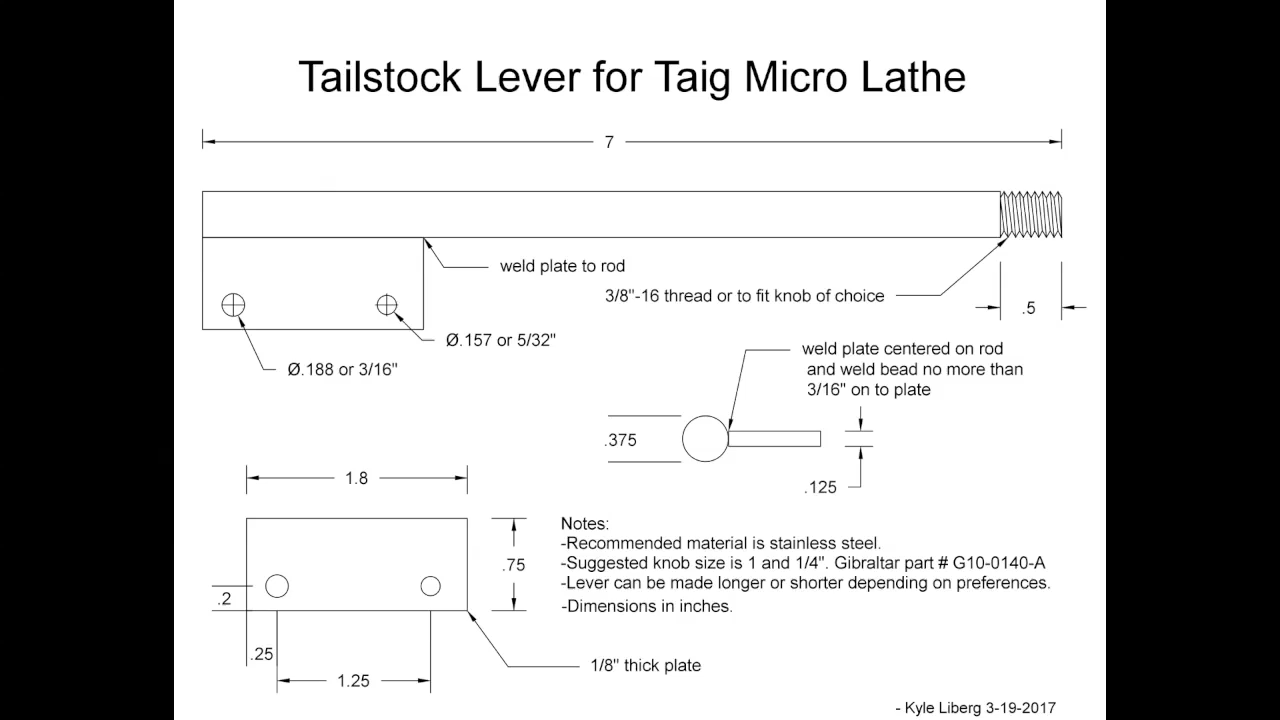 Tailstock Lever for Taig Micro Lathe
7
weld plate to rod
3/8"-16 thread or to fit knob of choice
.5
Ø.157 or 5/32"
Ø.188 or 3/16"
weld plate centered on rod
and weld bead no more than
3/16" on to plate
.375
.125
1.8
.75
.2
.25
1.25
1/8" thick plate
Notes:
-Recommended material is stainless steel.
-Suggested knob size is 1 and 1/4". Gibraltar part # G10-0140-A
-Lever can be made longer or shorter depending on preferences.
-Dimensions in inches.
- Kyle Liberg 3-19-2017